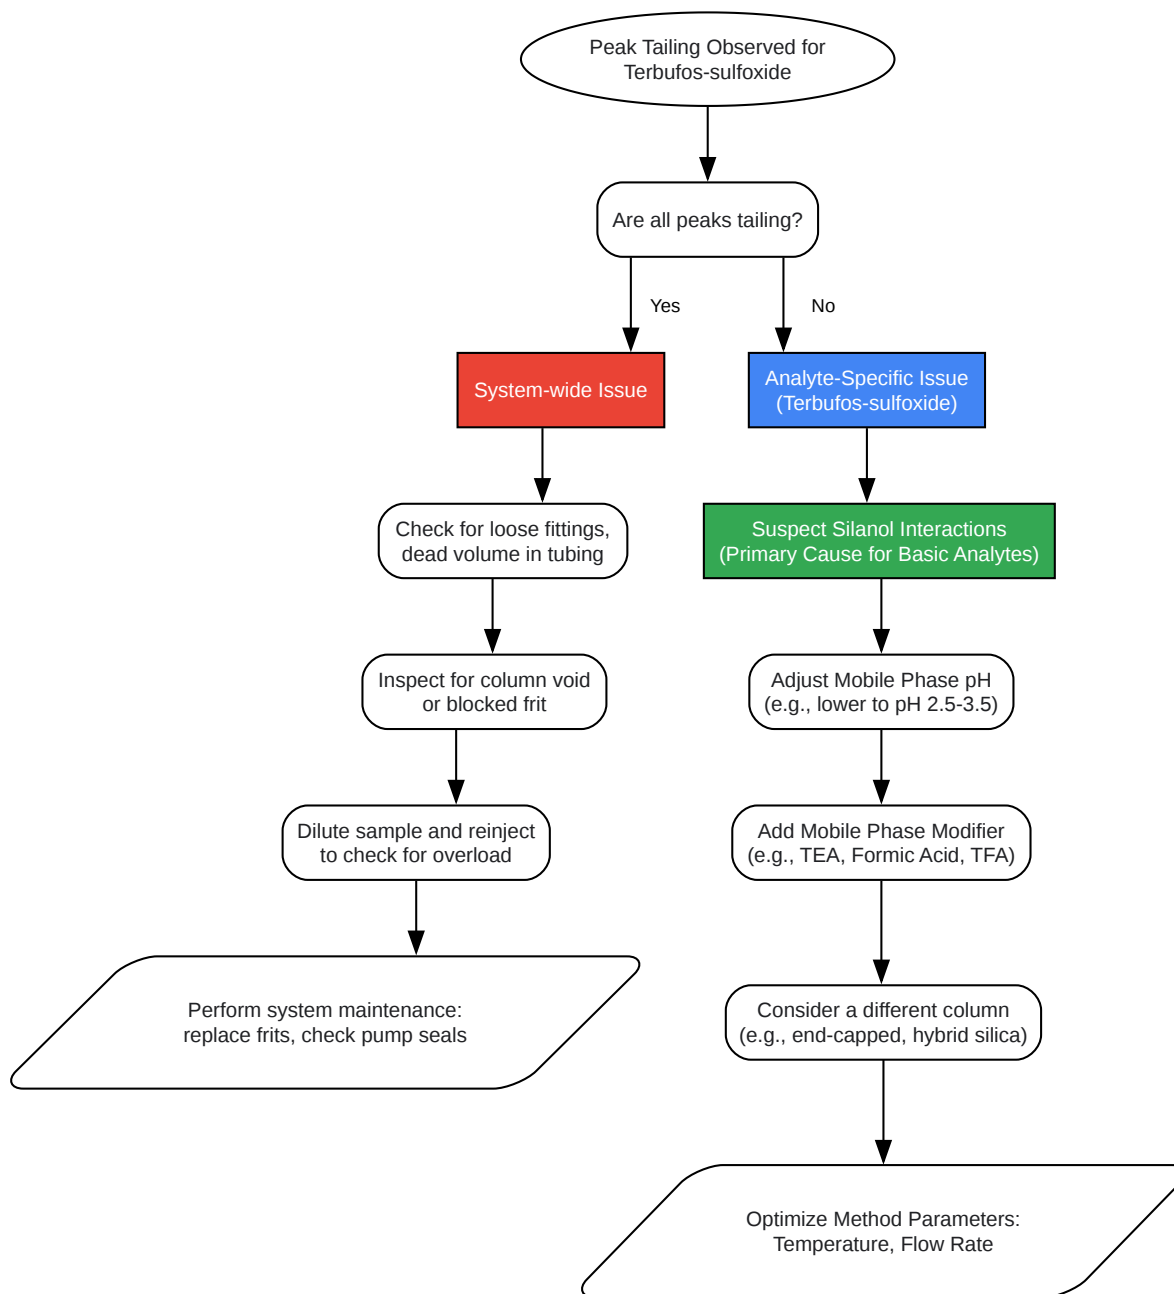 Peak Tailing Observed for
Terbufos-sulfoxide
Are all peaks tailing?
Yes
No
System-wide Issue
Analyte-Specific Issue
(Terbufos-sulfoxide)
Check for loose fittings,
dead volume in tubing
Suspect Silanol Interactions
(Primary Cause for Basic Analytes)
Inspect for column void
or blocked frit
Adjust Mobile Phase pH
(e.g., lower to pH 2.5-3.5)
Dilute sample and reinject
to check for overload
Add Mobile Phase Modifier
(e.g., TEA, Formic Acid, TFA)
Perform system maintenance:
replace frits, check pump seals
Consider a different column
(e.g., end-capped, hybrid silica)
Optimize Method Parameters:
Temperature, Flow Rate